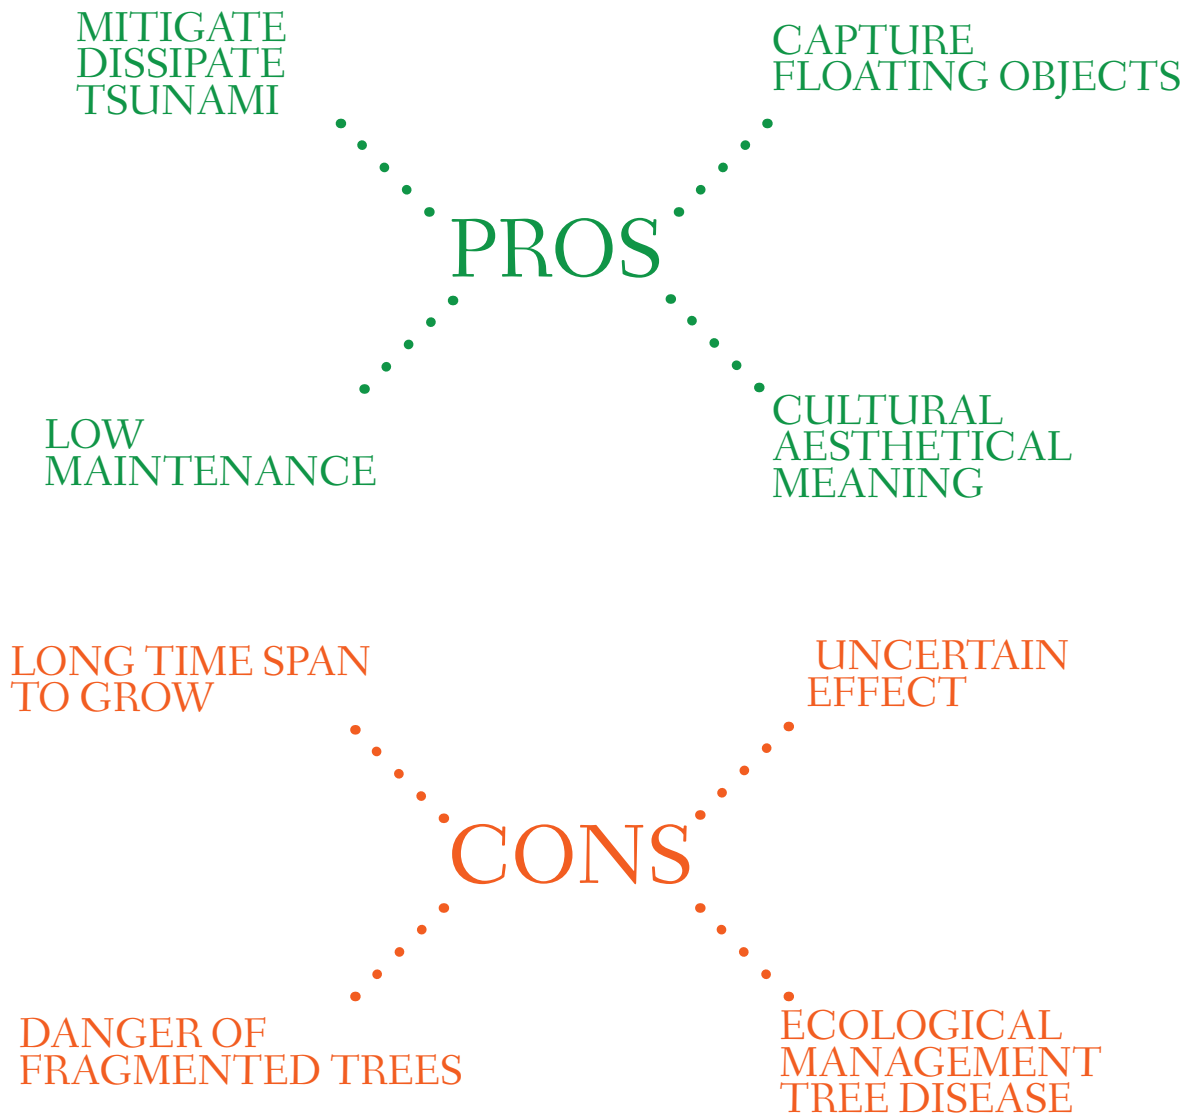 MITIGATE
DISSIPATE
TSUNAMI
CAPTURE
FLOATING OBJECTS
PROS
LOW
MAINTENANCE
CULTURAL
AESTHETICAL
MEANING
LONG TIME SPAN
TO GROW
UNCERTAIN
EFFECT
CONS
DANGER OF
FRAGMENTED TREES
ECOLOGICAL
MANAGEMENT
TREE DISEASE